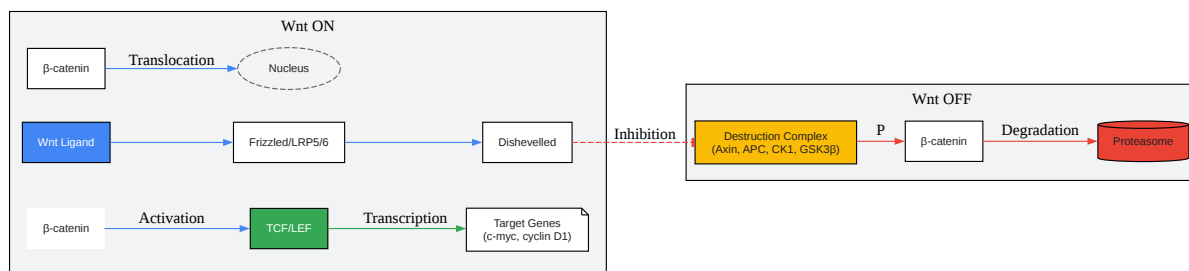 Wnt ON
β-catenin
Translocation
Nucleus
Wnt Ligand
Frizzled/LRP5/6
Dishevelled
Inhibition
β-catenin
Activation
TCF/LEF
Transcription
Target Genes
(c-myc, cyclin D1)
Wnt OFF
Destruction Complex
(Axin, APC, CK1, GSK3β)
P
β-catenin
Degradation
Proteasome